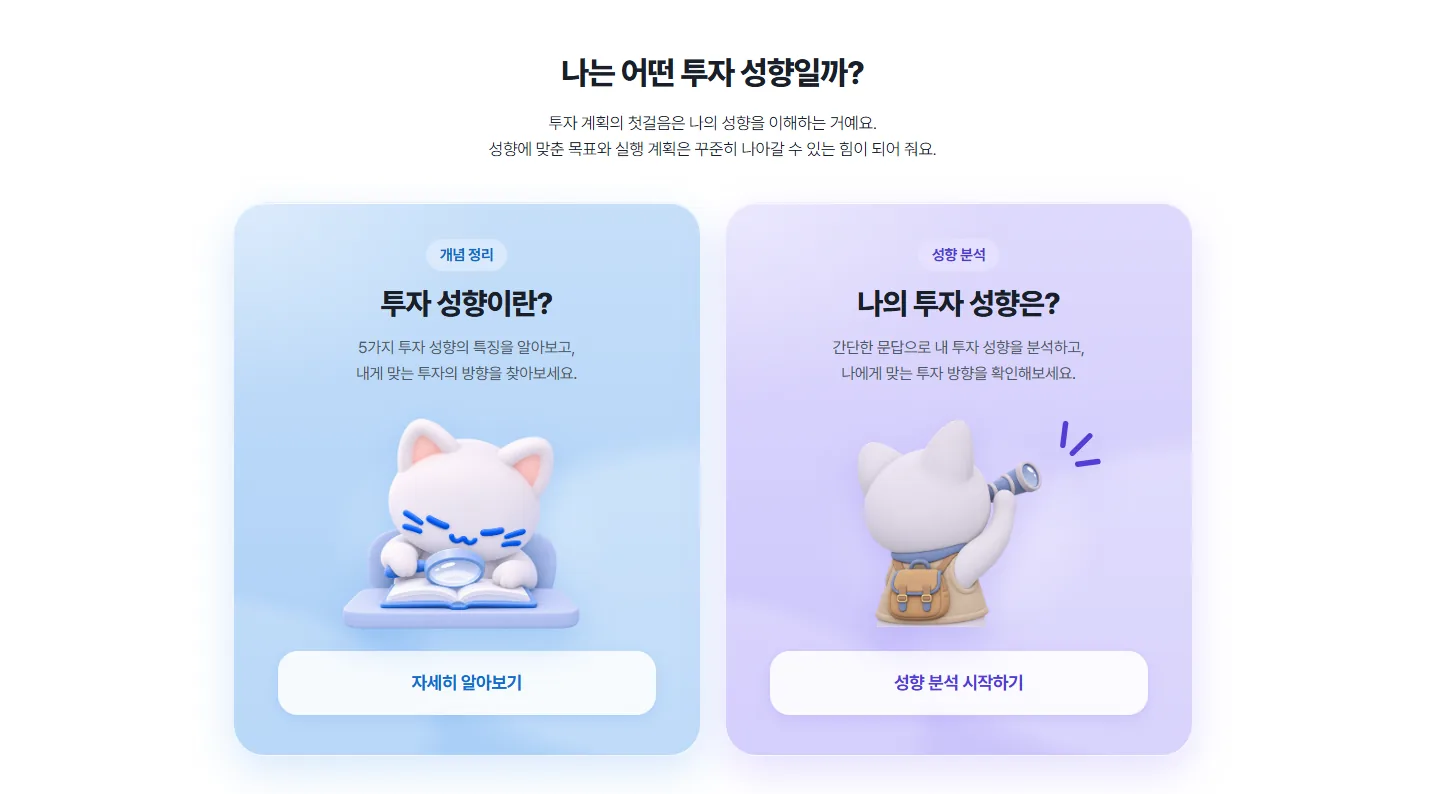 나는 어떤 투자 성향일까?
투자 계획의 첫걸음은 나의 성향을 이해하는 거예요.
성향에 맞춘 목표와 실행 계획은 꾸준히 나아갈 수 있는 힘이 되어 줘요.
개념 정리
투자 성향이란?
5가지 투자 성향의 특징을 알아보고,
내게 맞는 투자의 방향을 찾아보세요.
자세히 알아보기
성향 분석
나의 투자 성향은?
간단한 문답으로 내 투자 성향을 분석하고,
나에게 맞는 투자 방향을 확인해보세요.
성향 분석 시작하기